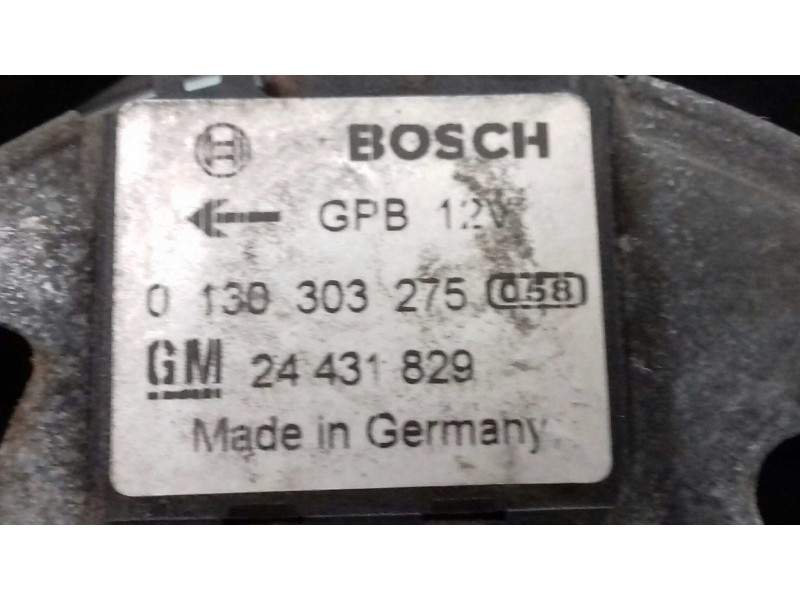 BOSCH
GPB 12V
0 130 303 275 058
GM 24 431 829
Made in Germany